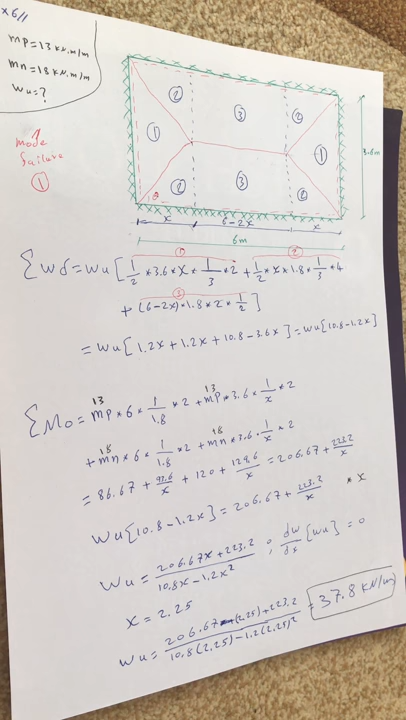 x6//
mp=13 kN.m/m
mn=18 kN.m/m
wu=?
mode
failure
①
② ③ ②
① ①
② ③ ②
θ
3.6m
x 6-2x x
6m
① ②
ΣWδ=wu[1/2*3.6*x*1/3*2+1/2*x*1.8*1/3*4
③
+(6-2x)*1.8*2*1/2]
=wu[1.2x+1.2x+10.8-3.6x]=wu[10.8-1.2x]
13 13
ΣMθ=mp*6*1/1.8*2+mp*3.6*1/x*2
18 18
+mn*6*1/1.8*2+mn*3.6*1/x*2
=86.67+93.6/x+120+129.6/x=206.67+223.2/x
wu[10.8-1.2x]=206.67+223.2/x *x
wu=206.67x+223.2/10.8x-1.2x² ; dw/dx[wu]=0
x=2.25
wu=206.67(2.25)+223.2/10.8(2.25)-1.2(2.25)²=37.8 kN/m